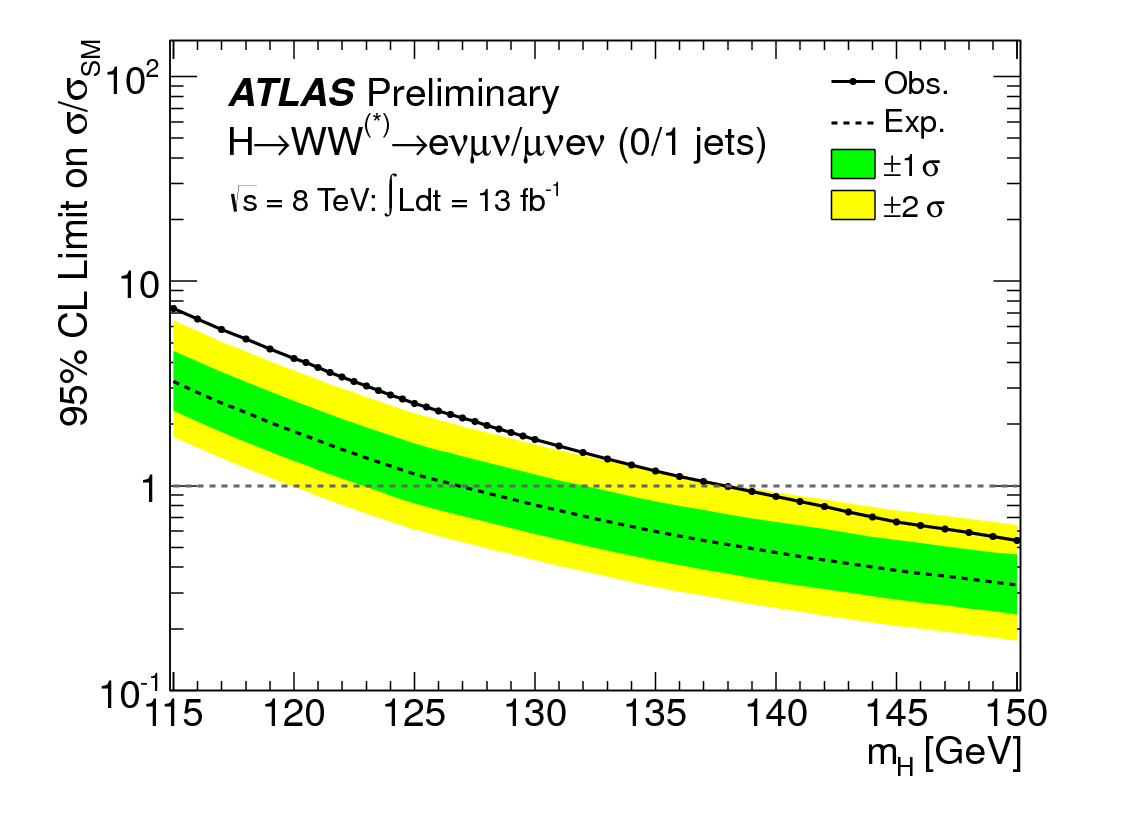 95% CL Limit on σ/σSM
10²
10
1
10⁻¹
ATLAS Preliminary
H→WW(*)→eνμν/μνeν (0/1 jets)
√s = 8 TeV: ∫Ldt = 13 fb⁻¹
Obs.
Exp.
±1 σ
±2 σ
115 120 125 130 135 140 145 150
mH [GeV]